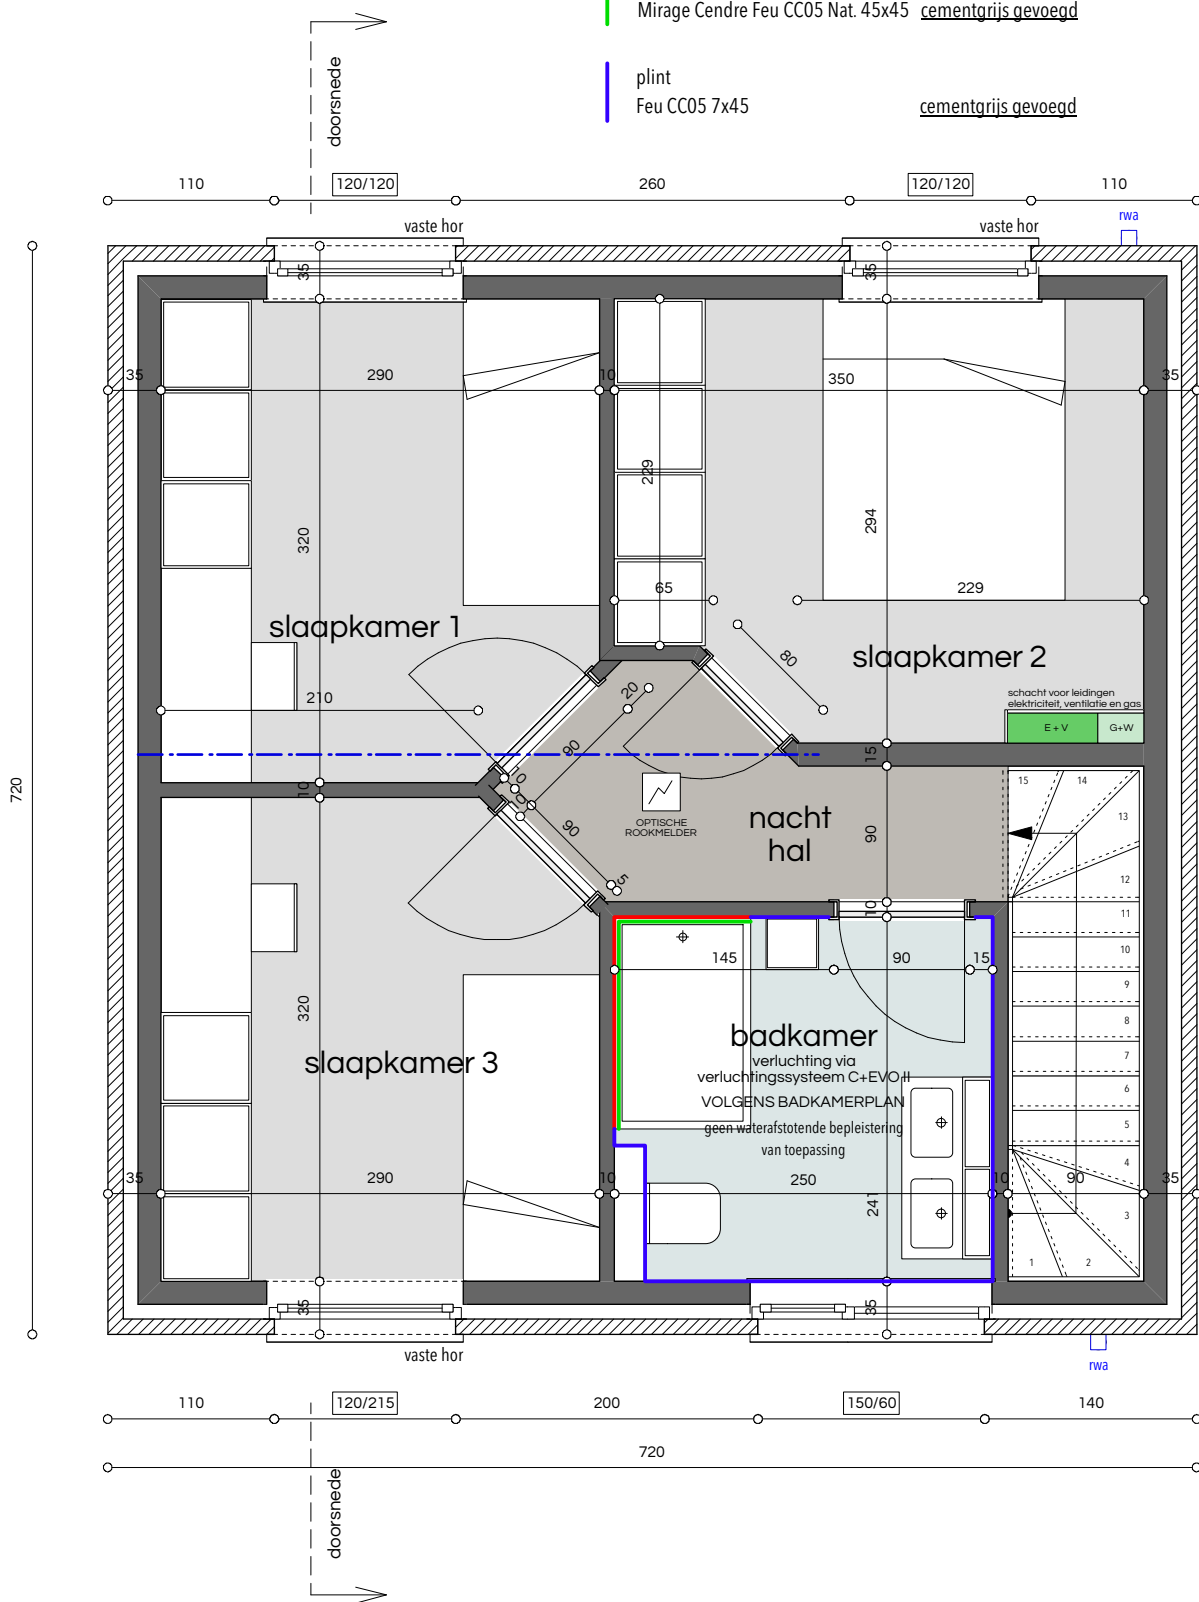 Mirage Cendre Feu CC05 Nat. 45x45 cementgrijs gevoegd
plint
Feu CC05 7x45 cementgrijs gevoegd
doorsnede
110 120/120 260 120/120 110
rwa
vaste hor vaste hor
35 35
35 290 10 350 35
229
320 294
65 229
slaapkamer 1
80
slaapkamer 2
20
210
schacht voor leidingen
elektriciteit, ventilatie en gas
E + V G+W
90
15
720
10
10
10
90
5
OPTISCHE
ROOKMELDER
nacht
hal
90
15 14
13
12
11
10
9
8
7
6
5
4
3
2
1
10
145 90 15
badkamer
verluchting via
verluchtingssysteem C+EVO II
VOLGENS BADKAMERPLAN
geen waterafstotende bepleistering
van toepassing
320
slaapkamer 3
35 290 10 250 10 90 35
241
35 35
vaste hor
rwa
110 120/215 200 150/60 140
720
doorsnede